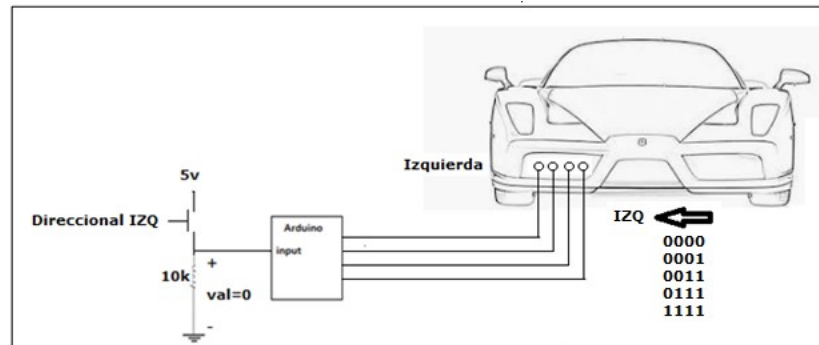 Izquierda
5v
Direccional IZQ
Arduino
input
10k
+
val=0
-
IZQ
0000
0001
0011
0111
1111